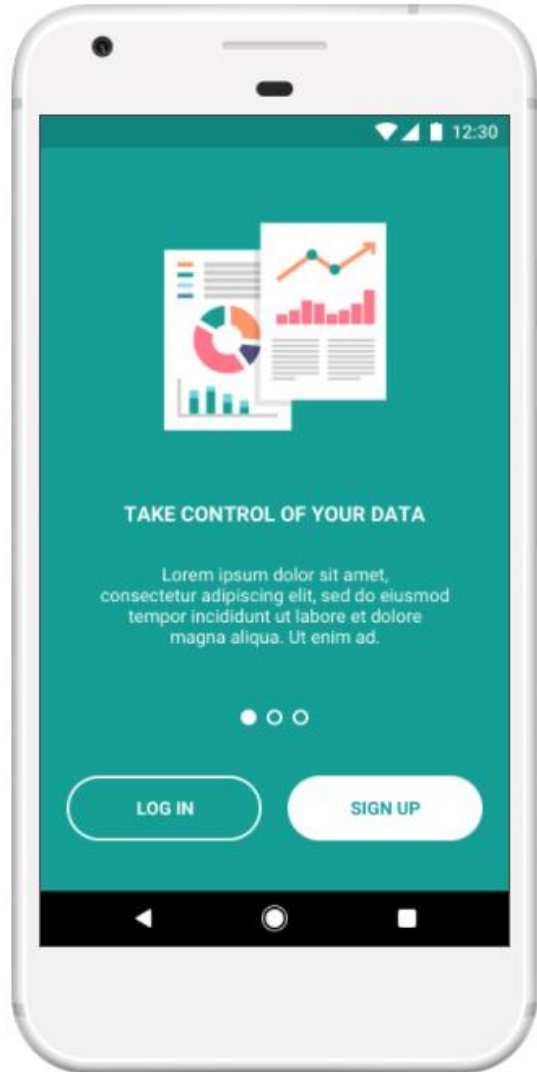 12:30
TAKE CONTROL OF YOUR DATA
Lorem ipsum dolor sit amet,
consectetur adipiscing elit, sed do eiusmod
tempor incididunt ut labore et dolore
magna aliqua. Ut enim ad.
LOG IN
SIGN UP